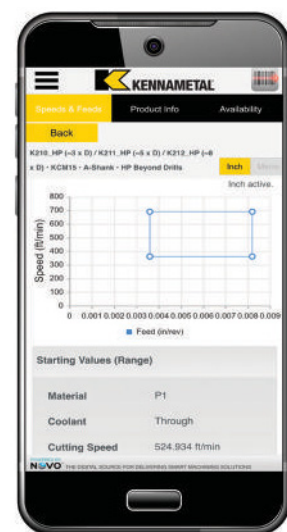 KENNAMETAL
Speeds & Feeds Product Info Availability
Back
K210_HP (~3 x D) / K211_HP (~5 x D) / K212_HP (~8
x D) - KCM15 - A-Shank - HP Beyond Drills
Inch Metric
Inch active.
800
700
600
500
400
300
200
100
0
Speed (ft/min)
0 0.001 0.002 0.003 0.004 0.005 0.006 0.007 0.008 0.009
Feed (in/rev)
Starting Values (Range)
Material P1
Coolant Through
Cutting Speed 524.934 ft/min
NOVO THE DIGITAL SOURCE FOR DELIVERING SMART MACHINING SOLUTIONS